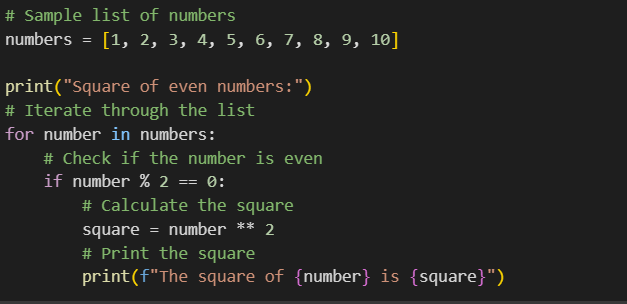 # Sample list of numbers
numbers = [1, 2, 3, 4, 5, 6, 7, 8, 9, 10]

print("Square of even numbers:")
# Iterate through the list
for number in numbers:
    # Check if the number is even
    if number % 2 == 0:
        # Calculate the square
        square = number ** 2
        # Print the square
        print(f"The square of {number} is {square}")